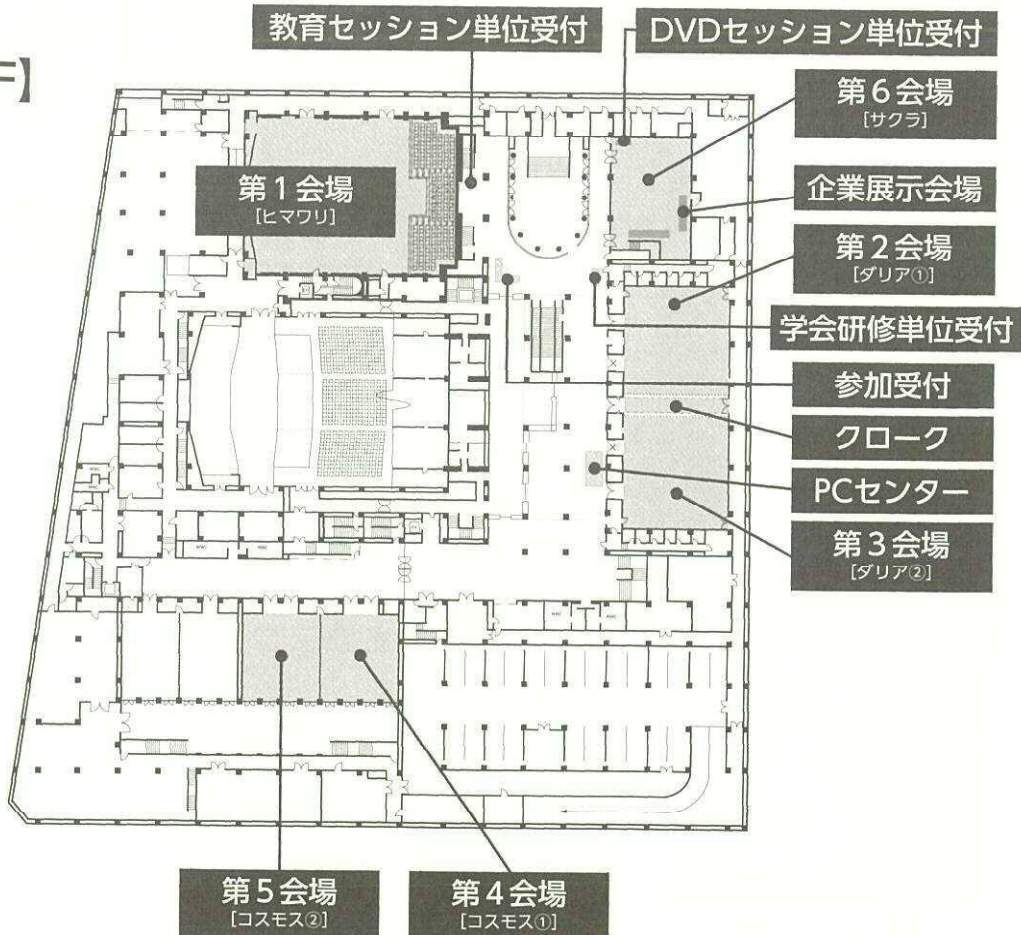 教育セッション単位受付
DVDセッション単位受付
F】
第6会場
[サクラ]
第1会場
[ヒマワリ]
企業展示会場
第2会場
[ダリア①]
学会研修単位受付
参加受付
クローク
PCセンター
第3会場
[ダリア②]
第5会場
[コスモス②]
第4会場
[コスモス①]